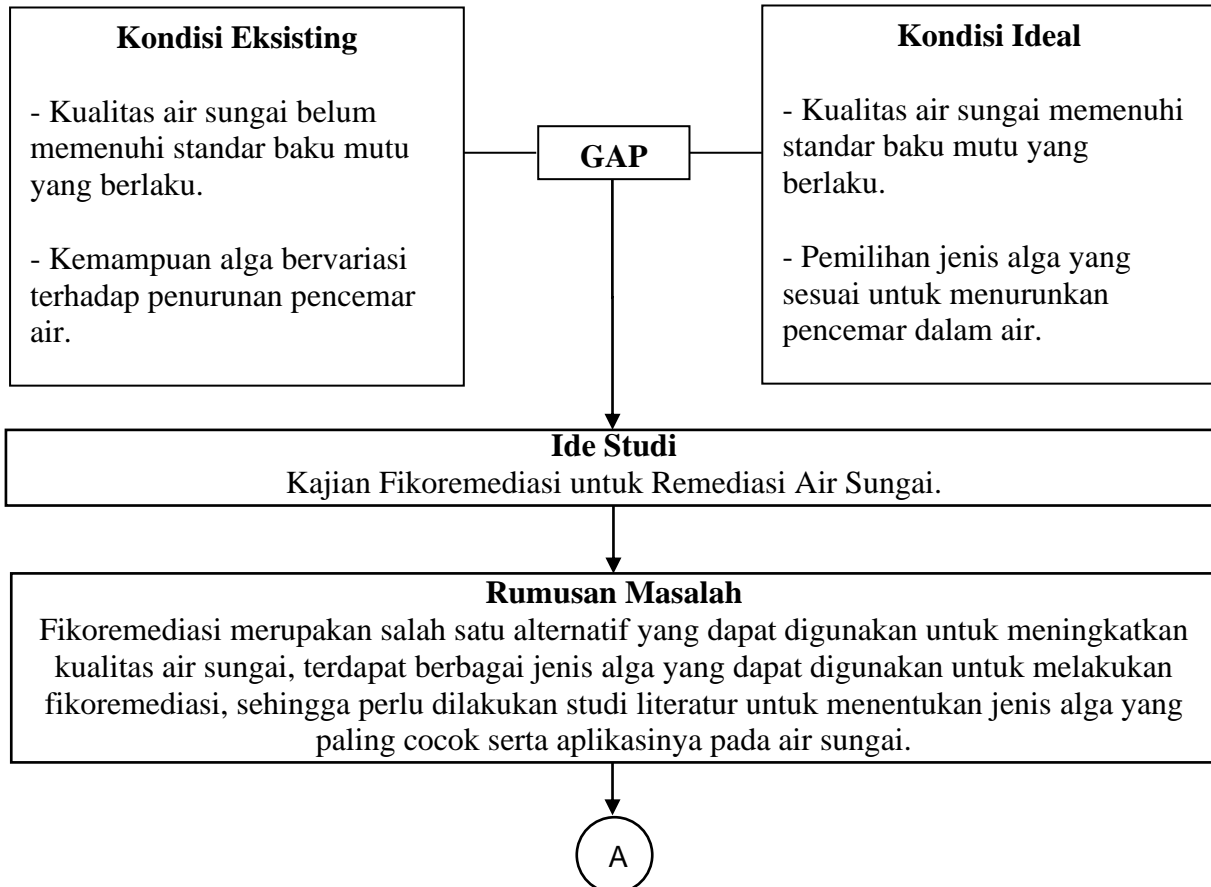 Kondisi Eksisting
- Kualitas air sungai belum
memenuhi standar baku mutu
yang berlaku.
- Kemampuan alga bervariasi
terhadap penurunan pencemar
air.
GAP
Kondisi Ideal
- Kualitas air sungai memenuhi
standar baku mutu yang
berlaku.
- Pemilihan jenis alga yang
sesuai untuk menurunkan
pencemar dalam air.
Ide Studi
Kajian Fikoremediasi untuk Remediasi Air Sungai.
Rumusan Masalah
Fikoremediasi merupakan salah satu alternatif yang dapat digunakan untuk meningkatkan
kualitas air sungai, terdapat berbagai jenis alga yang dapat digunakan untuk melakukan
fikoremediasi, sehingga perlu dilakukan studi literatur untuk menentukan jenis alga yang
paling cocok serta aplikasinya pada air sungai.
A